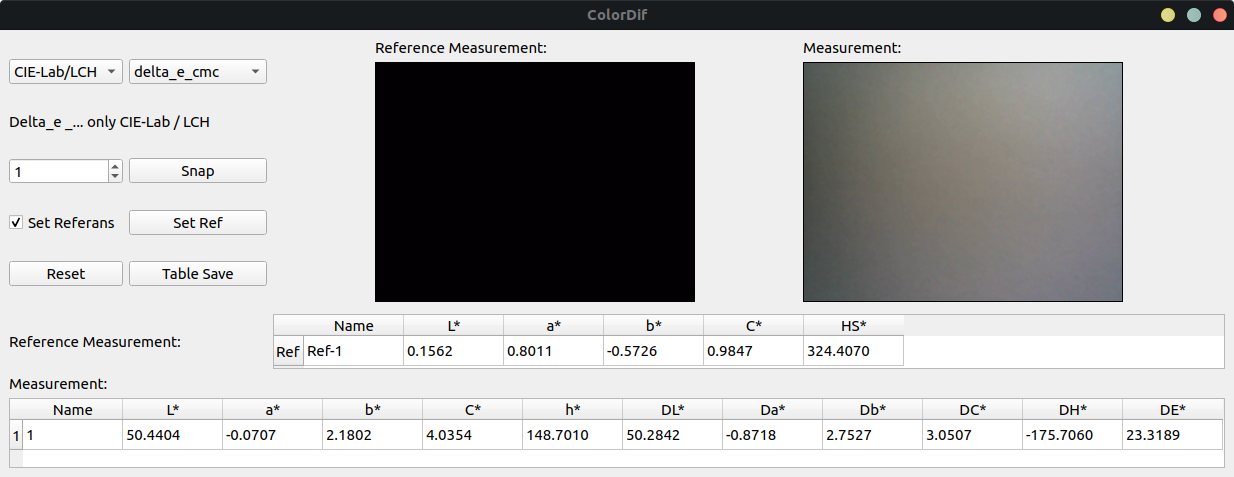 ColorDif
Reference Measurement: Measurement:
CIE-Lab/LCH delta_e_cmc
Delta_e _... only CIE-Lab / LCH
1 Snap
Set Referans Set Ref
Reset Table Save
Name L* a* b* C* HS*
Reference Measurement:
Ref Ref-1 0.1562 0.8011 -0.5726 0.9847 324.4070
Measurement:
Name L* a* b* C* h* DL* Da* Db* DC* DH* DE*
1 1 50.4404 -0.0707 2.1802 4.0354 148.7010 50.2842 -0.8718 2.7527 3.0507 -175.7060 23.3189